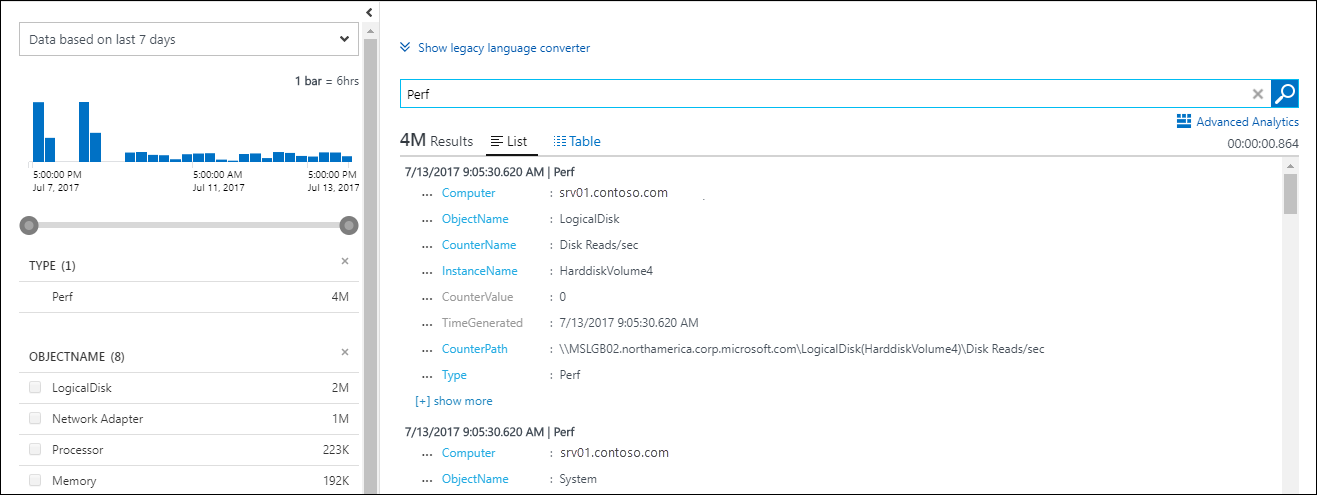 Data based on last 7 days
1 bar = 6hrs
5:00:00 PM 5:00:00 AM 5:00:00 PM
Jul 7, 2017 Jul 11, 2017 Jul 13, 2017
TYPE (1)
Perf 4M
OBJECTNAME (8)
LogicalDisk 2M
Network Adapter 1M
Processor 223K
Memory 192K
Show legacy language converter
Perf
Advanced Analytics
4M Results List Table 00:00:00.864
7/13/2017 9:05:30.620 AM | Perf
... Computer : srv01.contoso.com
... ObjectName : LogicalDisk
... CounterName : Disk Reads/sec
... InstanceName : HarddiskVolume4
... CounterValue : 0
... TimeGenerated : 7/13/2017 9:05:30.620 AM
... CounterPath : \\MSLGB02.northamerica.corp.microsoft.com\LogicalDisk(HarddiskVolume4)\Disk Reads/sec
... Type : Perf
[+] show more
7/13/2017 9:05:30.620 AM | Perf
... Computer : srv01.contoso.com
... ObjectName : System